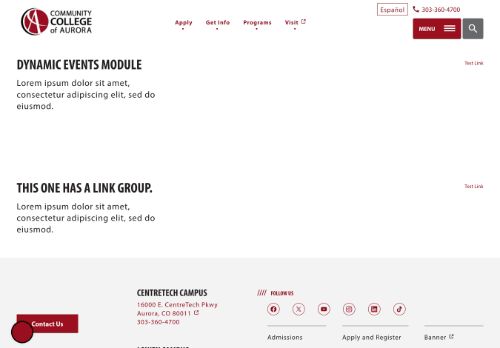 COMMUNITY
COLLEGE
of AURORA
Apply
Get Info
Programs
Visit
Español
303-360-4700
MENU
DYNAMIC EVENTS MODULE
Test Link
Lorem ipsum dolor sit amet,
consectetur adipiscing elit, sed do
eiusmod.
THIS ONE HAS A LINK GROUP.
Test Link
Lorem ipsum dolor sit amet,
consectetur adipiscing elit, sed do
eiusmod.
Contact Us
CENTRETECH CAMPUS
16000 E. CentreTech Pkwy
Aurora, CO 80011
303-360-4700
//// FOLLOW US
Admissions
Apply and Register
Banner